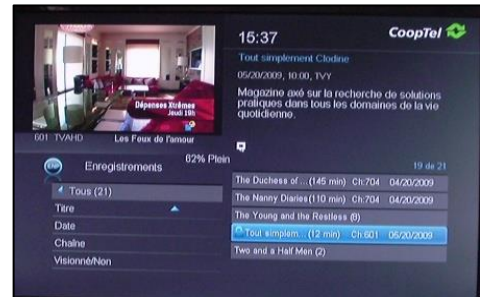 15:37
CoopTel
Tout simplement Clodine
05/20/2009, 10:00, TVY
Magazine axé sur la recherche de solutions
pratiques dans tous les domaines de la vie
quotidienne.
Dépenses Xtrêmes
Jeudi 19h
601 TVAHD Les Feux de l'amour
Enregistrements 62% Plein
19 de 21
Tous (21)
Titre
Date
Chaîne
Visionné/Non
The Duchess of ...(145 min) Ch:704 04/20/2009
The Nanny Diaries(110 min) Ch:704 04/20/2009
The Young and the Restless (8)
Tout simplem... (12 min) Ch:601 05/20/2009
Two and a Half Men (2)